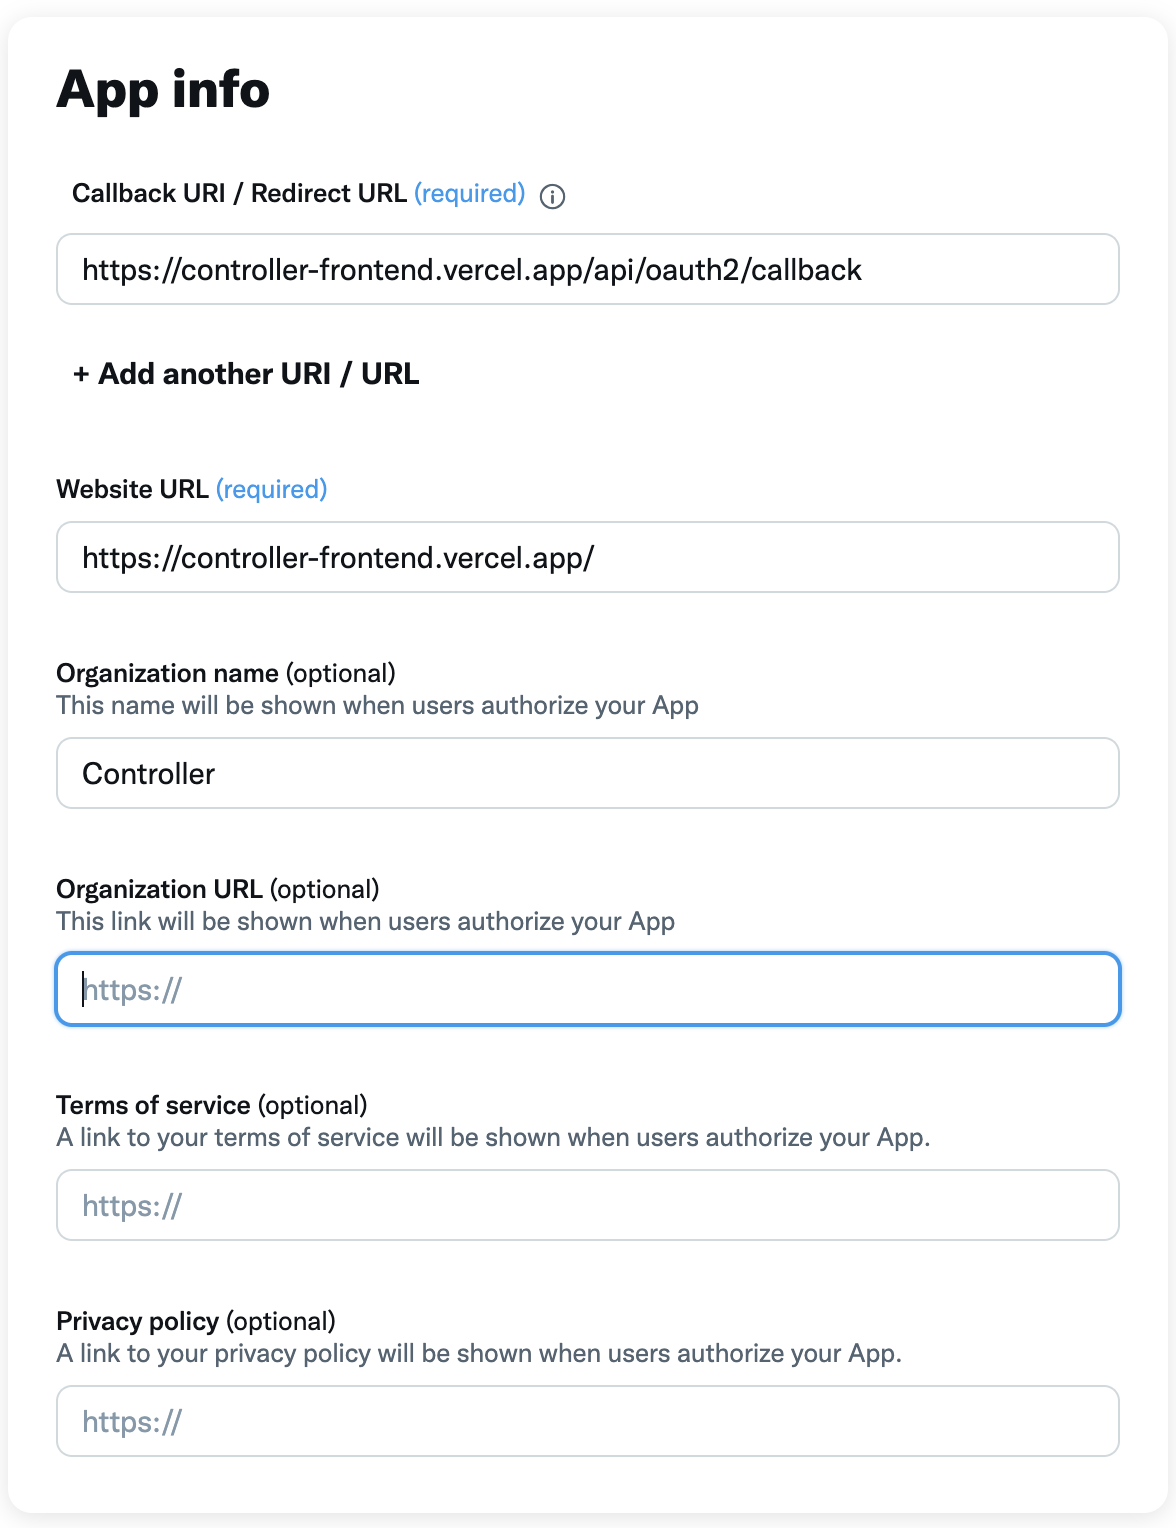 App info
Callback URI / Redirect URL (required)
https://controller-frontend.vercel.app/api/oauth2/callback
+ Add another URI / URL
Website URL (required)
https://controller-frontend.vercel.app/
Organization name (optional)
This name will be shown when users authorize your App
Controller
Organization URL (optional)
This link will be shown when users authorize your App
https://
Terms of service (optional)
A link to your terms of service will be shown when users authorize your App.
https://
Privacy policy (optional)
A link to your privacy policy will be shown when users authorize your App.
https://